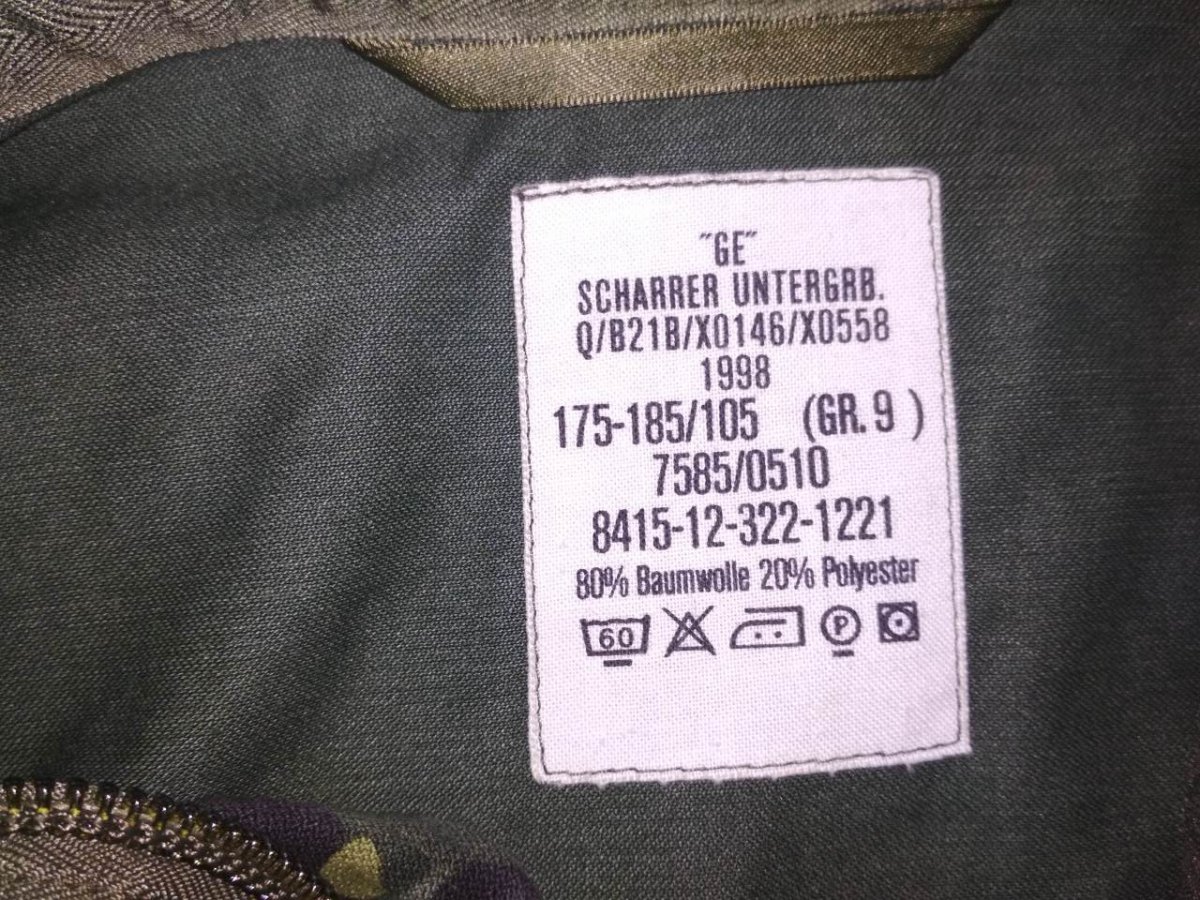 "GE"
SCHARRER UNTERGRB.
Q/B21B/X0146/X0558
1998
175-185/105 (GR. 9 )
7585/0510
8415-12-322-1221
80% Baumwolle 20% Polyester
60 P